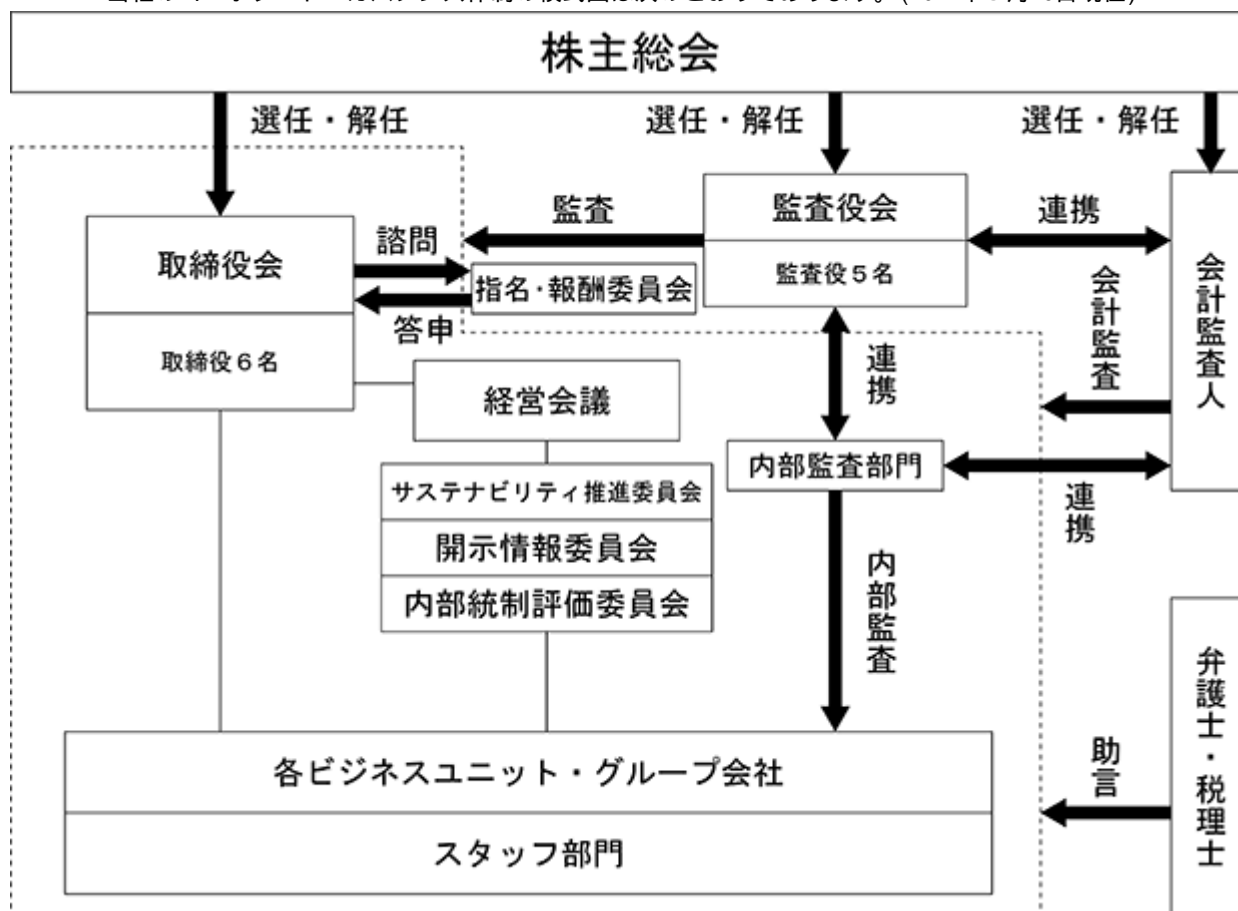 株主総会
選任・解任
選任・解任
選任・解任
取締役会
取締役６名
諮問
答申
監査
指名・報酬委員会
監査役会
監査役５名
連携
会計監査人
会計監査
連携
経営会議
サステナビリティ推進委員会
開示情報委員会
内部統制評価委員会
内部監査部門
連携
内部監査
各ビジネスユニット・グループ会社
スタッフ部門
助言
弁護士・税理士